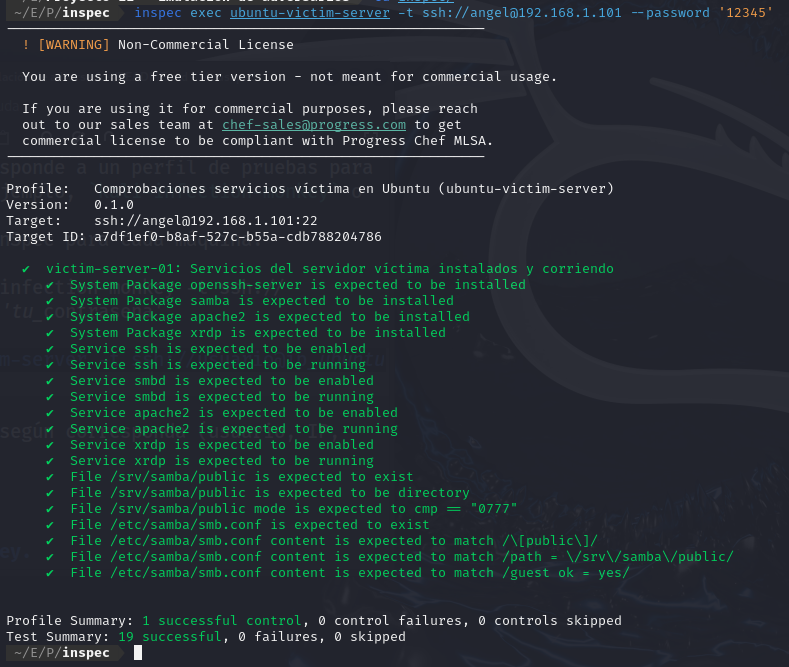 ~/E/P/inspec inspec exec ubuntu-victim-server -t ssh://angel@192.168.1.101 --password '12345'
! [WARNING] Non-Commercial License
You are using a free tier version - not meant for commercial usage.
If you are using it for commercial purposes, please reach
out to our sales team at chef-sales@progress.com to get
commercial license to be compliant with Progress Chef MLSA.
Profile: Comprobaciones servicios víctima en Ubuntu (ubuntu-victim-server)
Version: 0.1.0
Target: ssh://angel@192.168.1.101:22
Target ID: a7df1ef0-b8af-527c-b55a-cdb788204786
✔ victim-server-01: Servicios del servidor víctima instalados y corriendo
✔ System Package openssh-server is expected to be installed
✔ System Package samba is expected to be installed
✔ System Package apache2 is expected to be installed
✔ System Package xrdp is expected to be installed
✔ Service ssh is expected to be enabled
✔ Service ssh is expected to be running
✔ Service smbd is expected to be enabled
✔ Service smbd is expected to be running
✔ Service apache2 is expected to be enabled
✔ Service apache2 is expected to be running
✔ Service xrdp is expected to be enabled
✔ Service xrdp is expected to be running
✔ File /srv/samba/public is expected to exist
✔ File /srv/samba/public is expected to be directory
✔ File /srv/samba/public mode is expected to cmp == "0777"
✔ File /etc/samba/smb.conf is expected to exist
✔ File /etc/samba/smb.conf content is expected to match /\[public\]/
✔ File /etc/samba/smb.conf content is expected to match /path = \/srv\/samba\/public/
✔ File /etc/samba/smb.conf content is expected to match /guest ok = yes/
Profile Summary: 1 successful control, 0 control failures, 0 controls skipped
Test Summary: 19 successful, 0 failures, 0 skipped
~/E/P/inspec